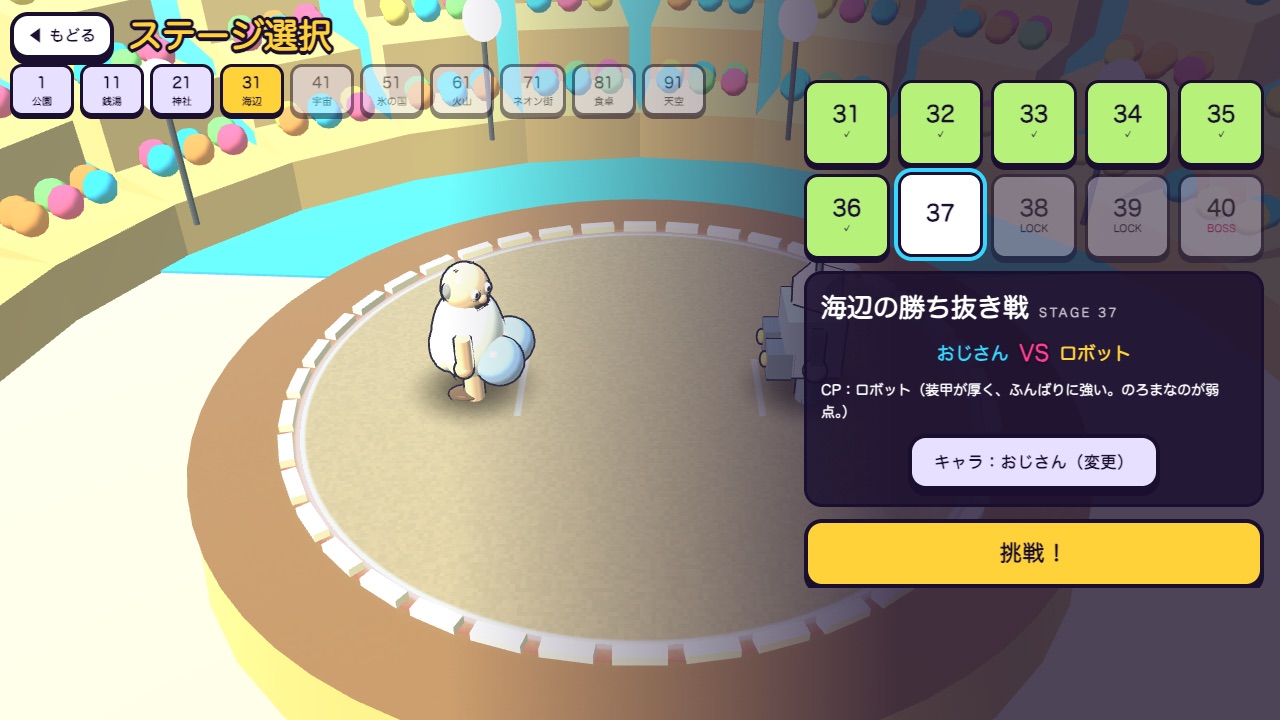 ◀ もどる
ステージ選択
1 11 21 31 41 51 61 71 81 91
公園 銭湯 神社 海辺 宇宙 氷の国 火山 ネオン街 食卓 天空
31 32 33 34 35
✓ ✓ ✓ ✓ ✓
36 37 38 39 40
✓ LOCK LOCK BOSS
海辺の勝ち抜き戦 STAGE 37
おじさん VS ロボット
CP：ロボット（装甲が厚く、ふんばりに強い。のろまなのが弱
点。）
キャラ：おじさん（変更）
挑戦！